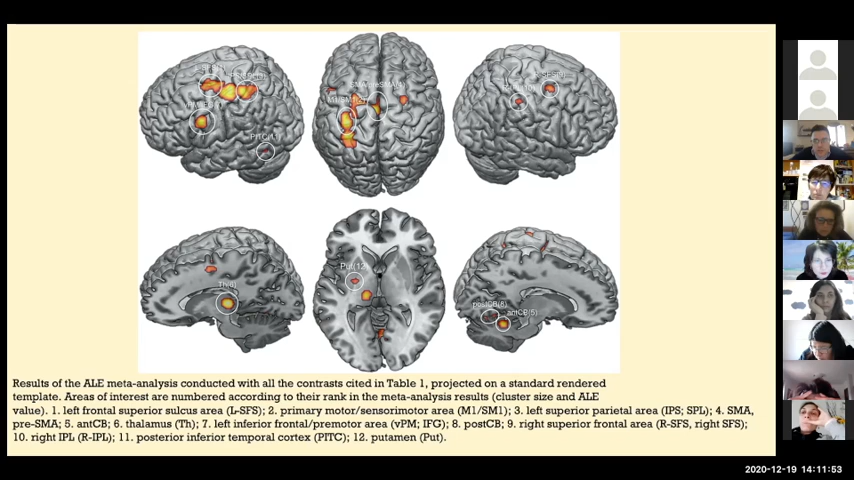 SMA/preSMA(4)
PITC(11)
Th(6)
Put(12)
postCB(8)
antCB(5)
Results of the ALE meta-analysis conducted with all the contrasts cited in Table 1, projected on a standard rendered
template. Areas of interest are numbered according to their rank in the meta-analysis results (cluster size and ALE
value). 1. left frontal superior sulcus area (L-SFS); 2. primary motor/sensorimotor area (M1/SM1); 3. left superior parietal area (IPS; SPL); 4. SMA,
pre-SMA; 5. antCB; 6. thalamus (Th); 7. left inferior frontal/premotor area (vPM; IFG); 8. postCB; 9. right superior frontal area (R-SFS, right SFS);
10. right IPL (R-IPL); 11. posterior inferior temporal cortex (PITC); 12. putamen (Put).
2020-12-19 14:11:53